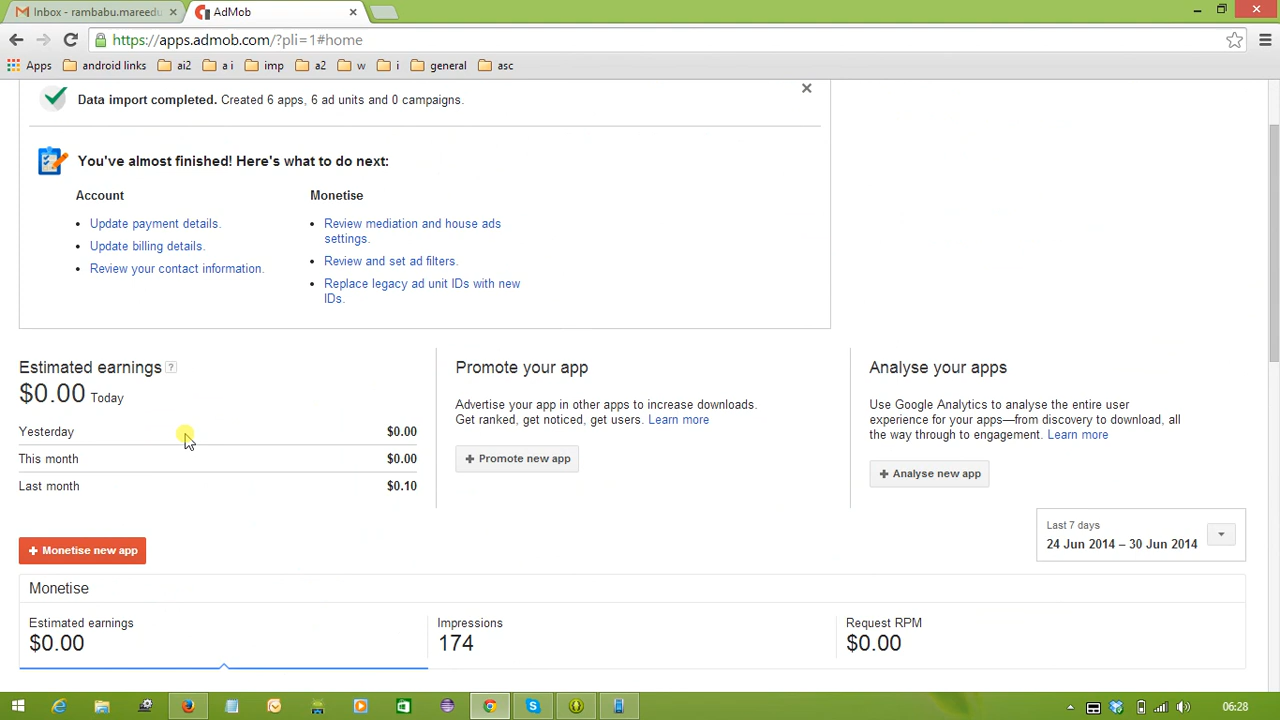 Inbox - rambabu.mareedu
AdMob
https://apps.admob.com/?pli=1#home
Apps android links ai2 a i imp a2 w i general asc
Data import completed. Created 6 apps, 6 ad units and 0 campaigns.
You've almost finished! Here's what to do next:
Account
Update payment details.
Update billing details.
Review your contact information.
Monetise
Review mediation and house ads
settings.
Review and set ad filters.
Replace legacy ad unit IDs with new
IDs.
Estimated earnings ?
$0.00 Today
Yesterday $0.00
This month $0.00
Last month $0.10
Promote your app
Advertise your app in other apps to increase downloads.
Get ranked, get noticed, get users. Learn more
+ Promote new app
Analyse your apps
Use Google Analytics to analyse the entire user
experience for your apps—from discovery to download, all
the way through to engagement. Learn more
+ Analyse new app
Last 7 days
24 Jun 2014 – 30 Jun 2014
+ Monetise new app
Monetise
Estimated earnings
$0.00
Impressions
174
Request RPM
$0.00
06:28